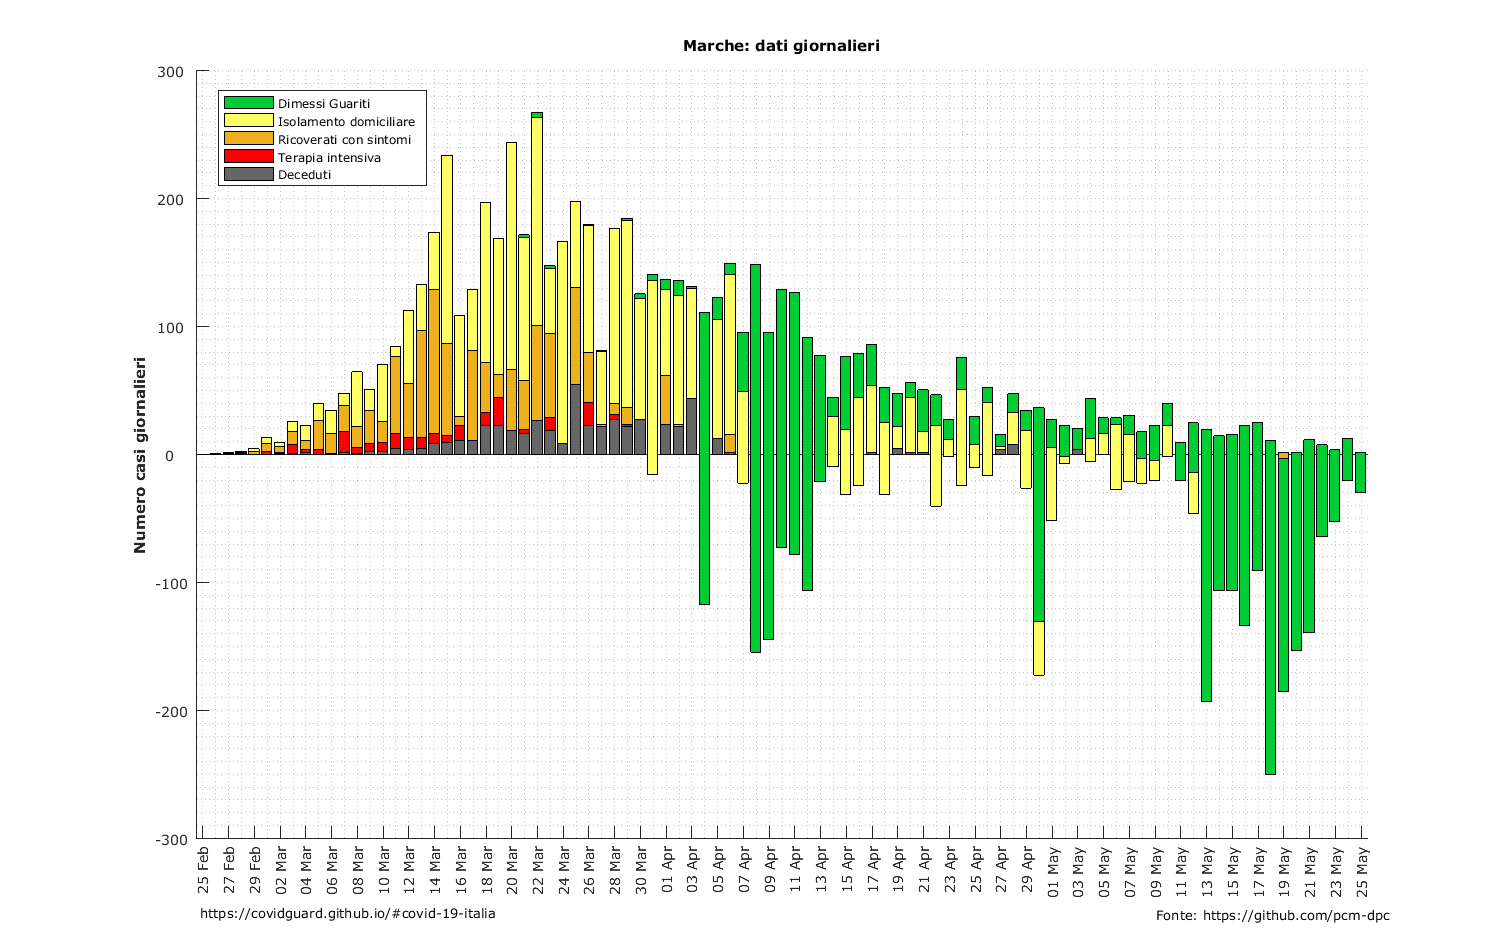 Marche: dati giornalieri
Dimessi Guariti
Isolamento domiciliare
Ricoverati con sintomi
Terapia intensiva
Deceduti
Numero casi giornalieri
300
200
100
0
-100
-200
-300
25 Feb
27 Feb
29 Feb
02 Mar
04 Mar
06 Mar
08 Mar
10 Mar
12 Mar
14 Mar
16 Mar
18 Mar
20 Mar
22 Mar
24 Mar
26 Mar
28 Mar
30 Mar
01 Apr
03 Apr
05 Apr
07 Apr
09 Apr
11 Apr
13 Apr
15 Apr
17 Apr
19 Apr
21 Apr
23 Apr
25 Apr
27 Apr
29 Apr
01 May
03 May
05 May
07 May
09 May
11 May
13 May
15 May
17 May
19 May
21 May
23 May
25 May
https://covidguard.github.io/#covid-19-italia
Fonte: https://github.com/pcm-dpc